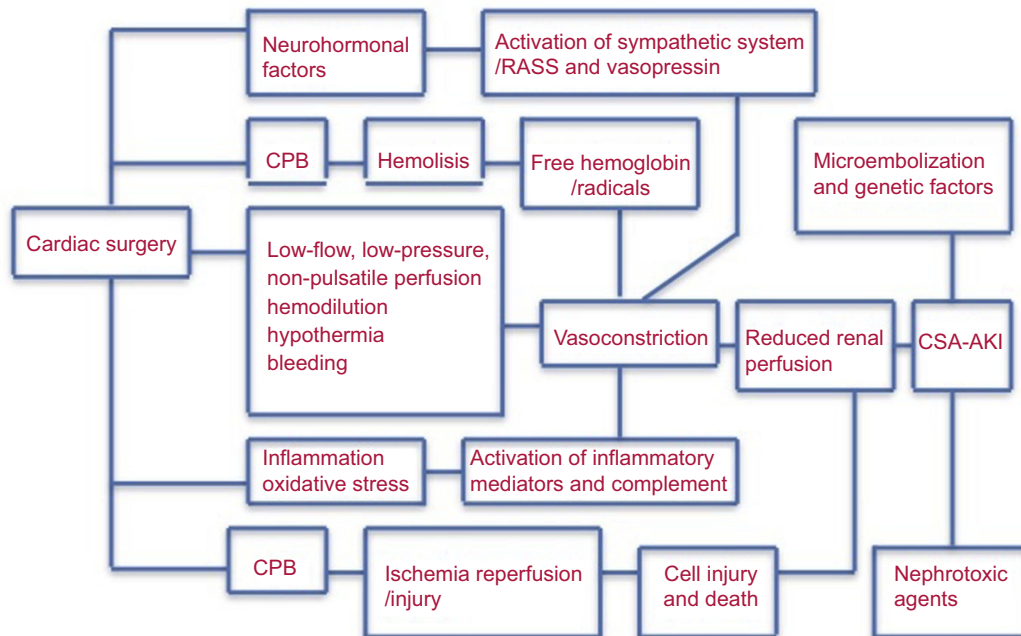 Neurohormonal
factors
Activation of sympathetic system
/RASS and vasopressin
CPB
Hemolisis
Free hemoglobin
/radicals
Microembolization
and genetic factors
Cardiac surgery
Low-flow, low-pressure,
non-pulsatile perfusion
hemodilution
hypothermia
bleeding
Vasoconstriction
Reduced renal
perfusion
CSA-AKI
Inflammation
oxidative stress
Activation of inflammatory
mediators and complement
CPB
Ischemia reperfusion
/injury
Cell injury
and death
Nephrotoxic
agents